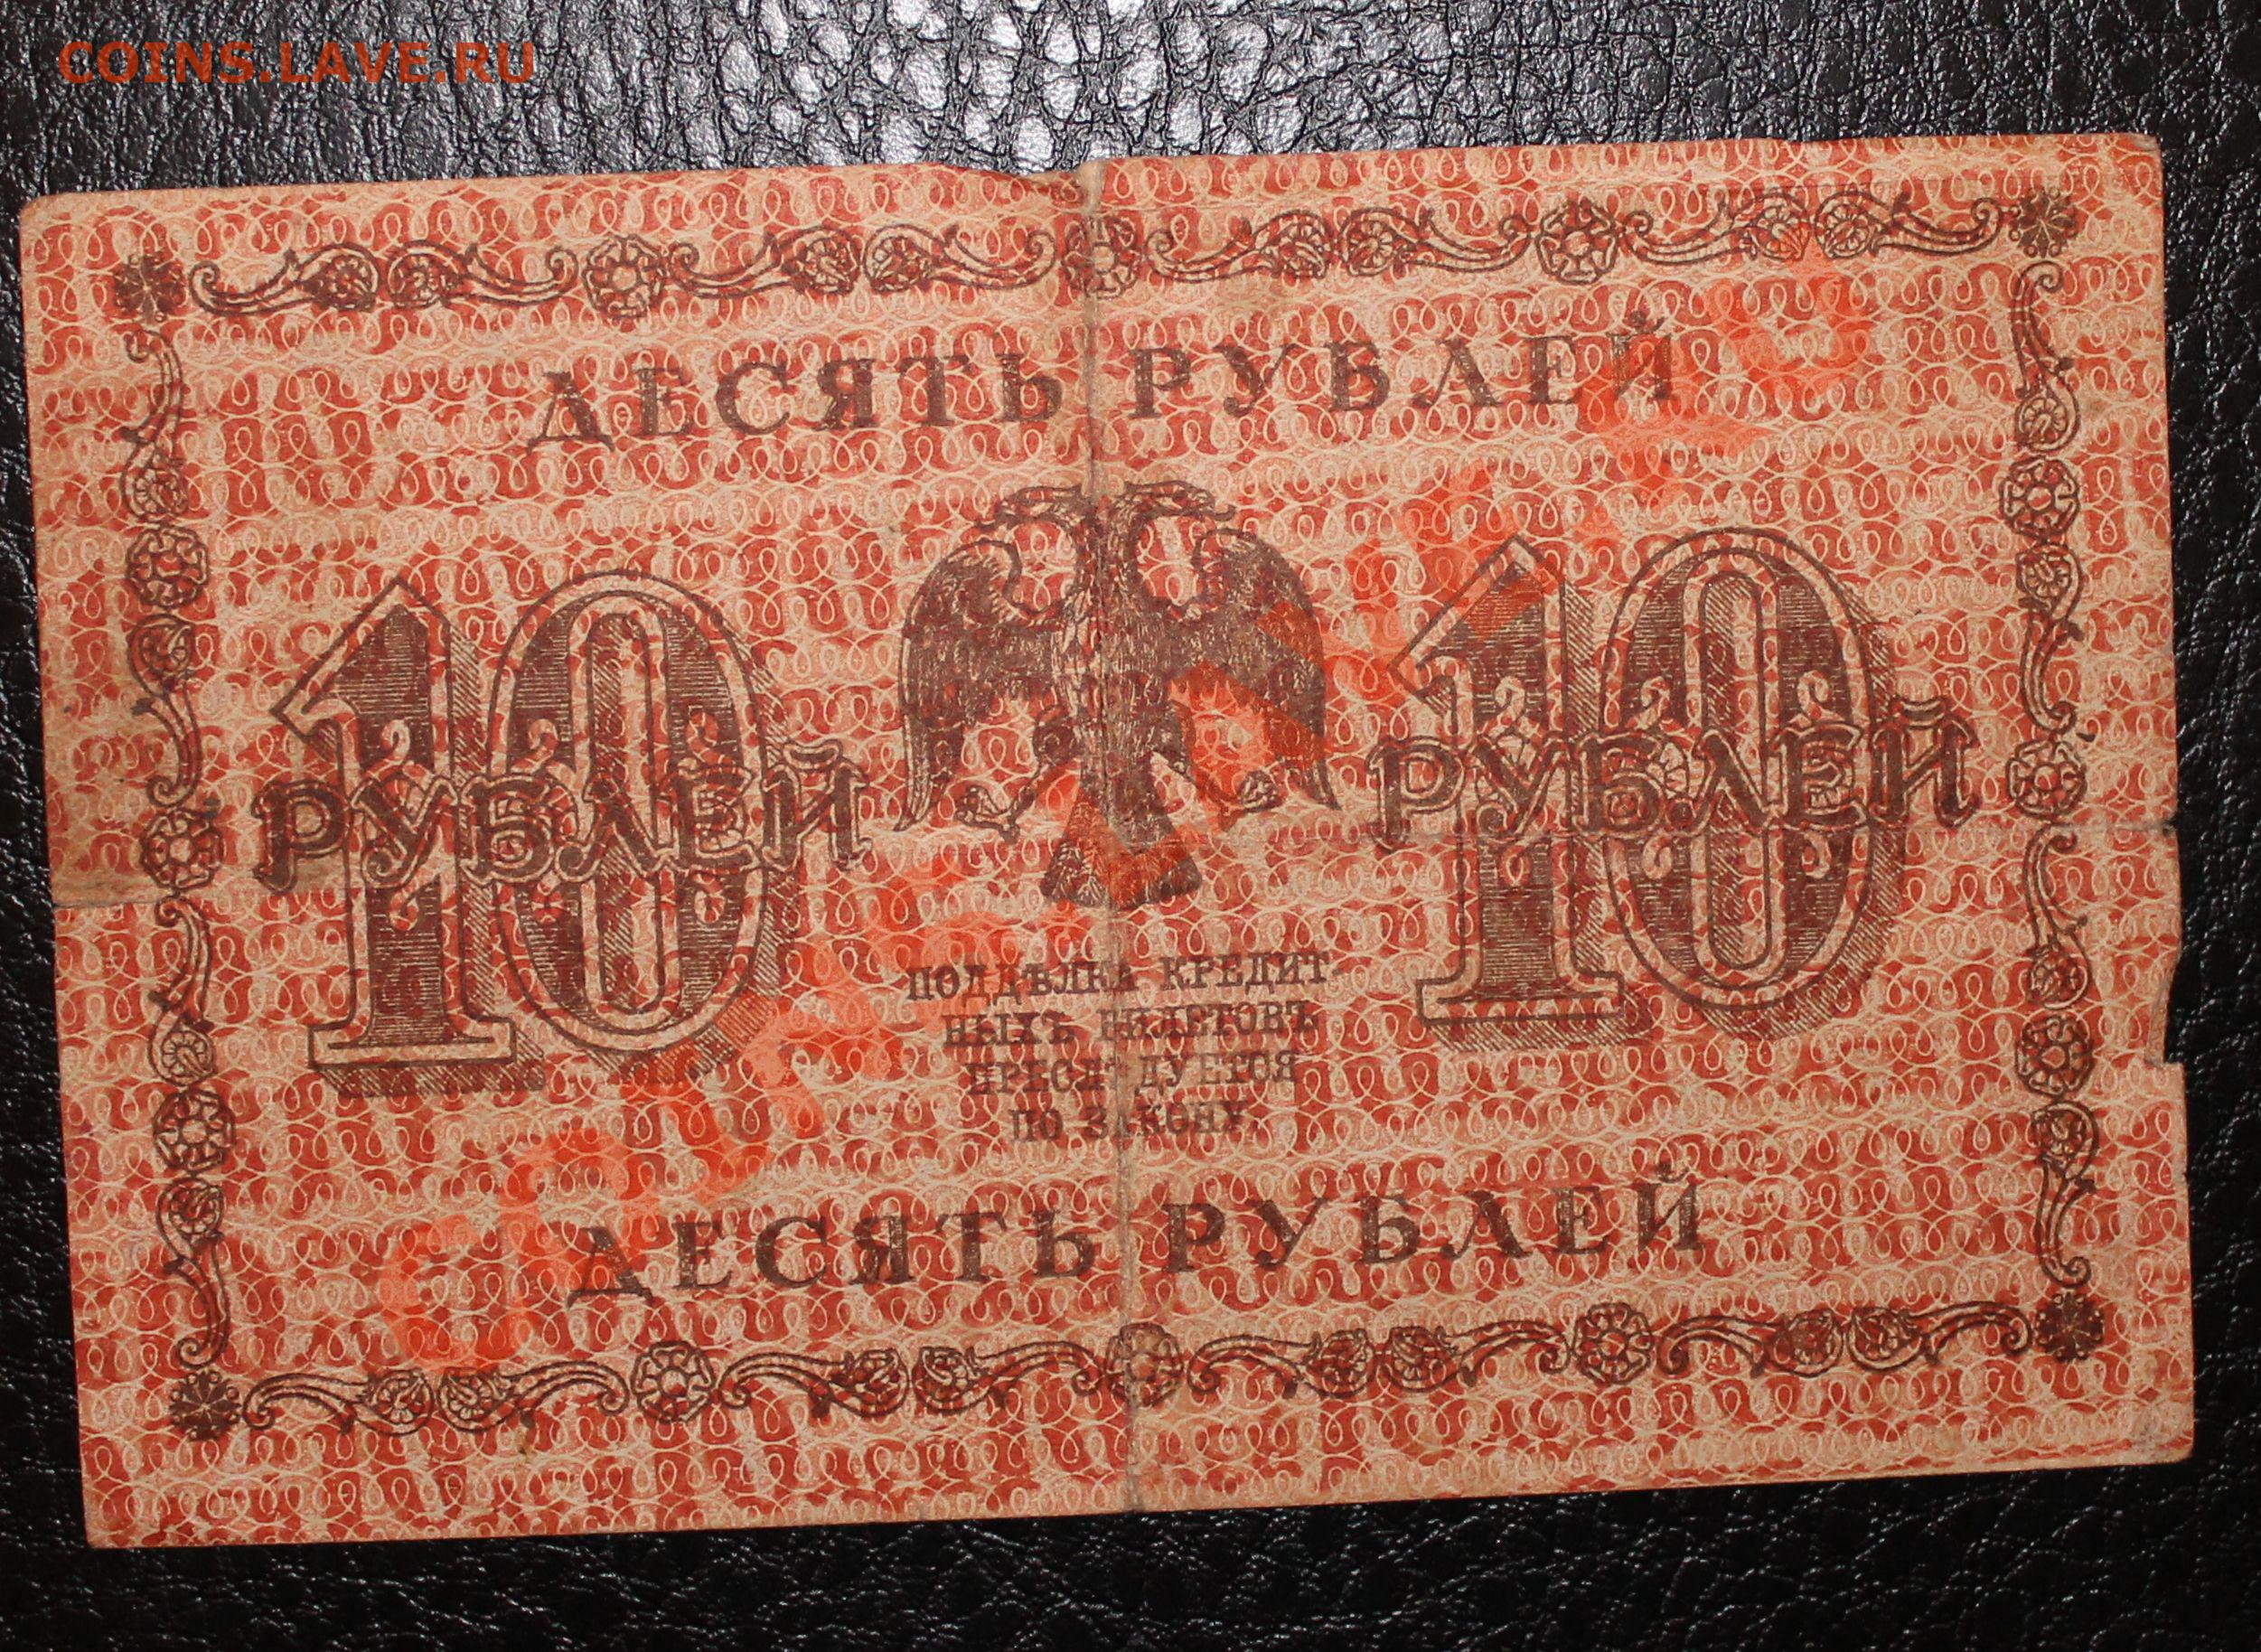 COINS.LAVE.RU
ДЕСЯТЬ РУБЛЕЙ
10 РУБЛЕЙ
10 РУБЛЕЙ
ПОДДѢЛКА КРЕДИТ-
НЫХЪ БИЛЕТОВЪ
ПРЕСЛѢДУЕТСЯ
ПО ЗАКОНУ.
ДЕСЯТЬ РУБЛЕЙ